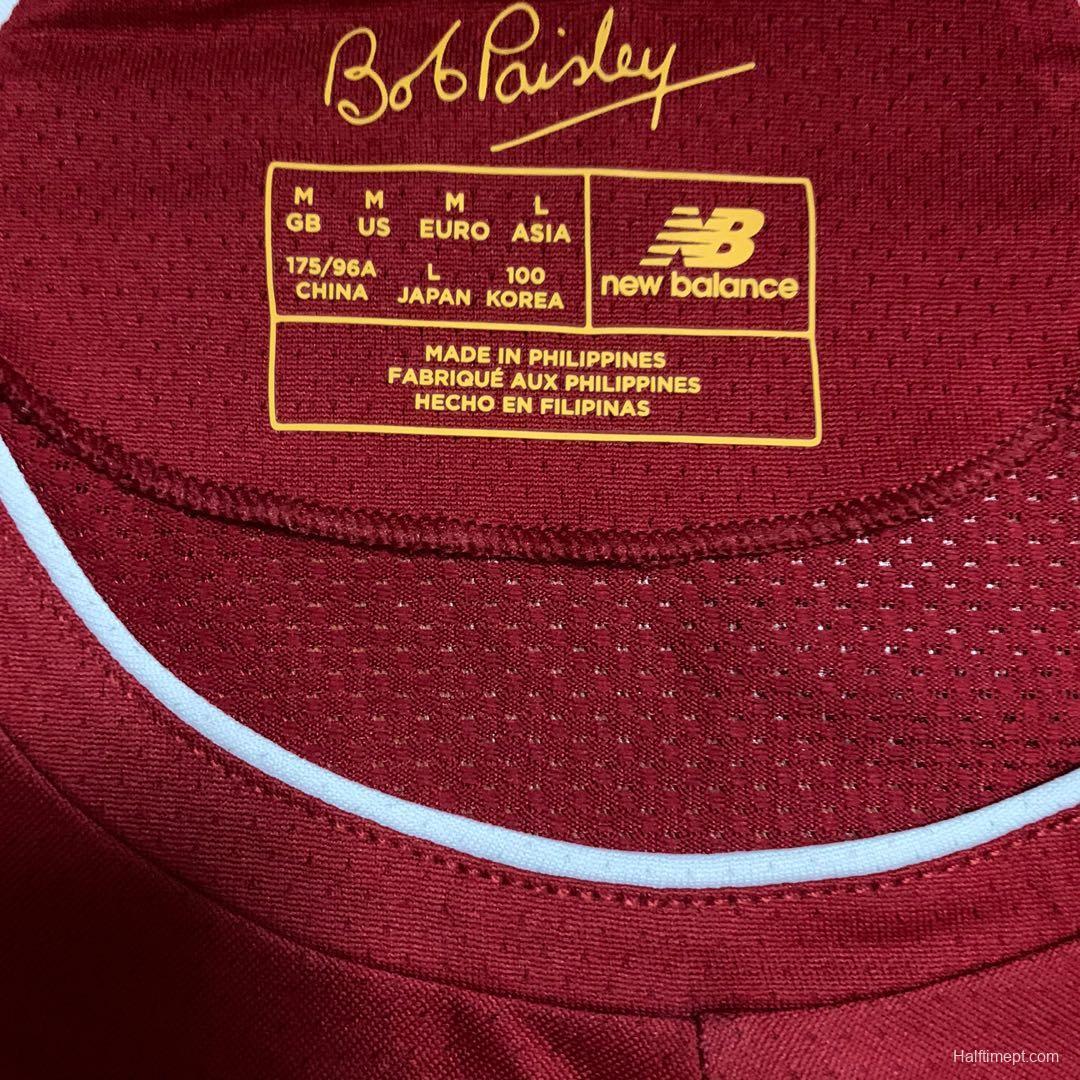 Bob Paisley
M M M L
GB US EURO ASIA
175/96A L 100
CHINA JAPAN KOREA
NB
new balance
MADE IN PHILIPPINES
FABRIQUÉ AUX PHILIPPINES
HECHO EN FILIPINAS
Halftimept.com